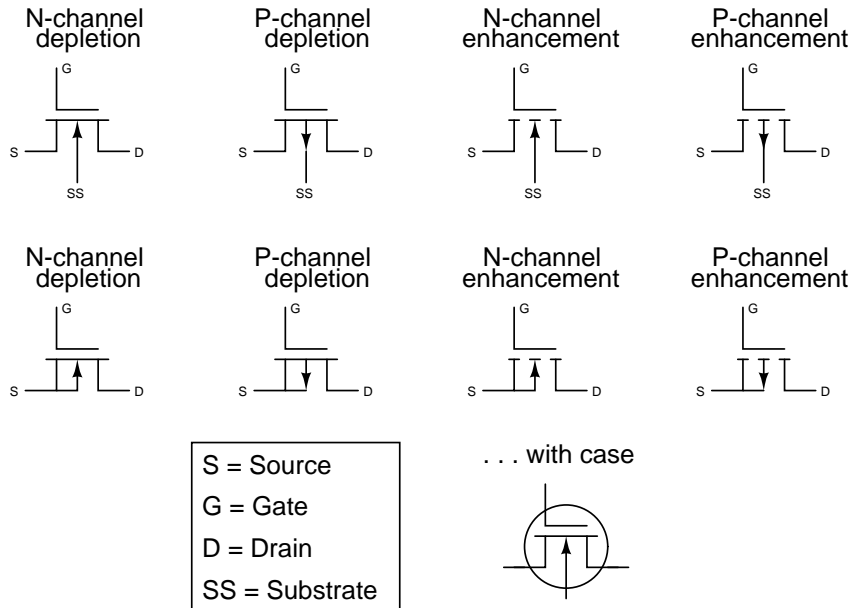 N-channel
depletion
P-channel
depletion
N-channel
enhancement
P-channel
enhancement
G
G
G
G
S
D
S
D
S
D
S
D
SS
SS
SS
SS
N-channel
depletion
P-channel
depletion
N-channel
enhancement
P-channel
enhancement
G
G
G
G
S
D
S
D
S
D
S
D
S = Source
G = Gate
D = Drain
SS = Substrate
. . . with case